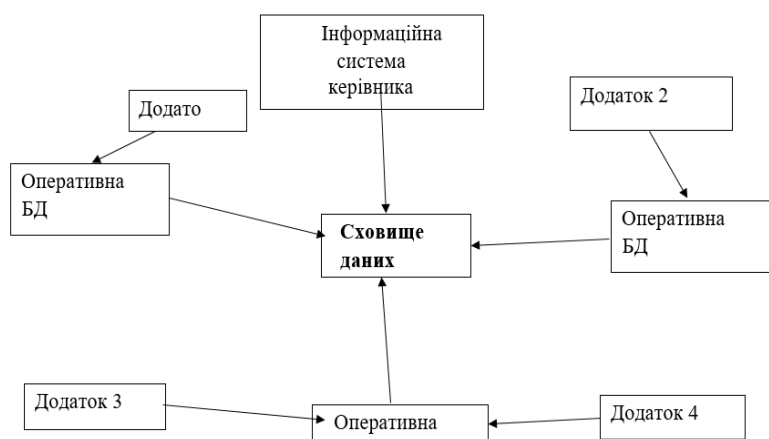 Інформаційна
система
керівника
Додато
Додаток 2
Оперативна
БД
Сховище
даних
Оперативна
БД
Додаток 3
Оперативна
Додаток 4